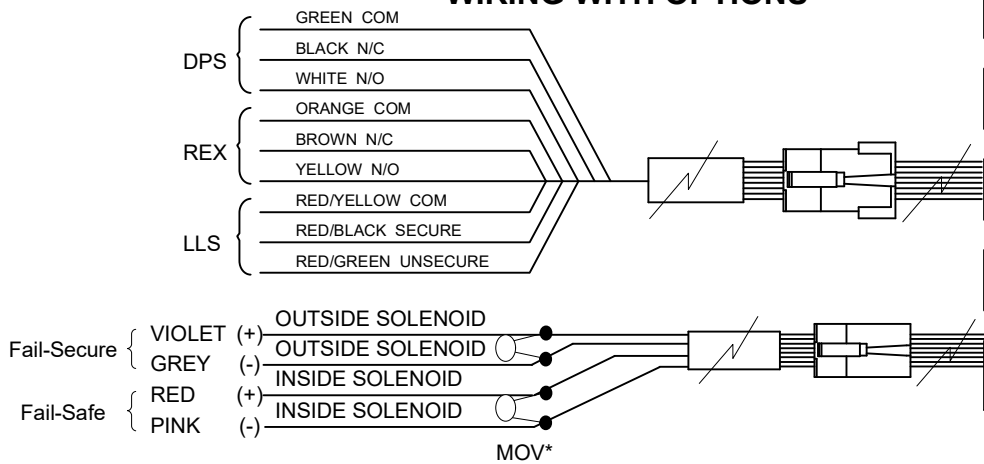 WIRING WITH OPTIONS
DPS
GREEN COM
BLACK N/C
WHITE N/O
REX
ORANGE COM
BROWN N/C
YELLOW N/O
LLS
RED/YELLOW COM
RED/BLACK SECURE
RED/GREEN UNSECURE
Fail-Secure
VIOLET (+) OUTSIDE SOLENOID
GREY (-) OUTSIDE SOLENOID
Fail-Safe
RED (+) INSIDE SOLENOID
PINK (-) INSIDE SOLENOID
MOV*